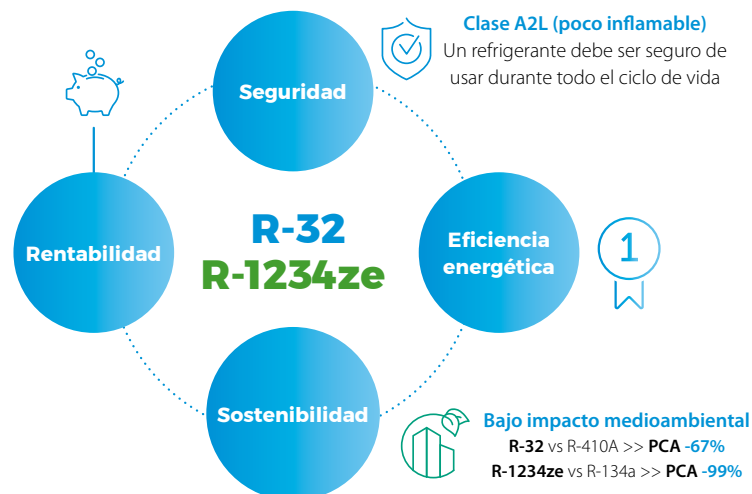 Clase A2L (poco inflamable)
Un refrigerante debe ser seguro de
usar durante todo el ciclo de vida
Seguridad
Rentabilidad
R-32
R-1234ze
Eficiencia
energética
1
Sostenibilidad
Bajo impacto medioambiental
R-32 vs R-410A >> PCA -67%
R-1234ze vs R-134a >> PCA -99%